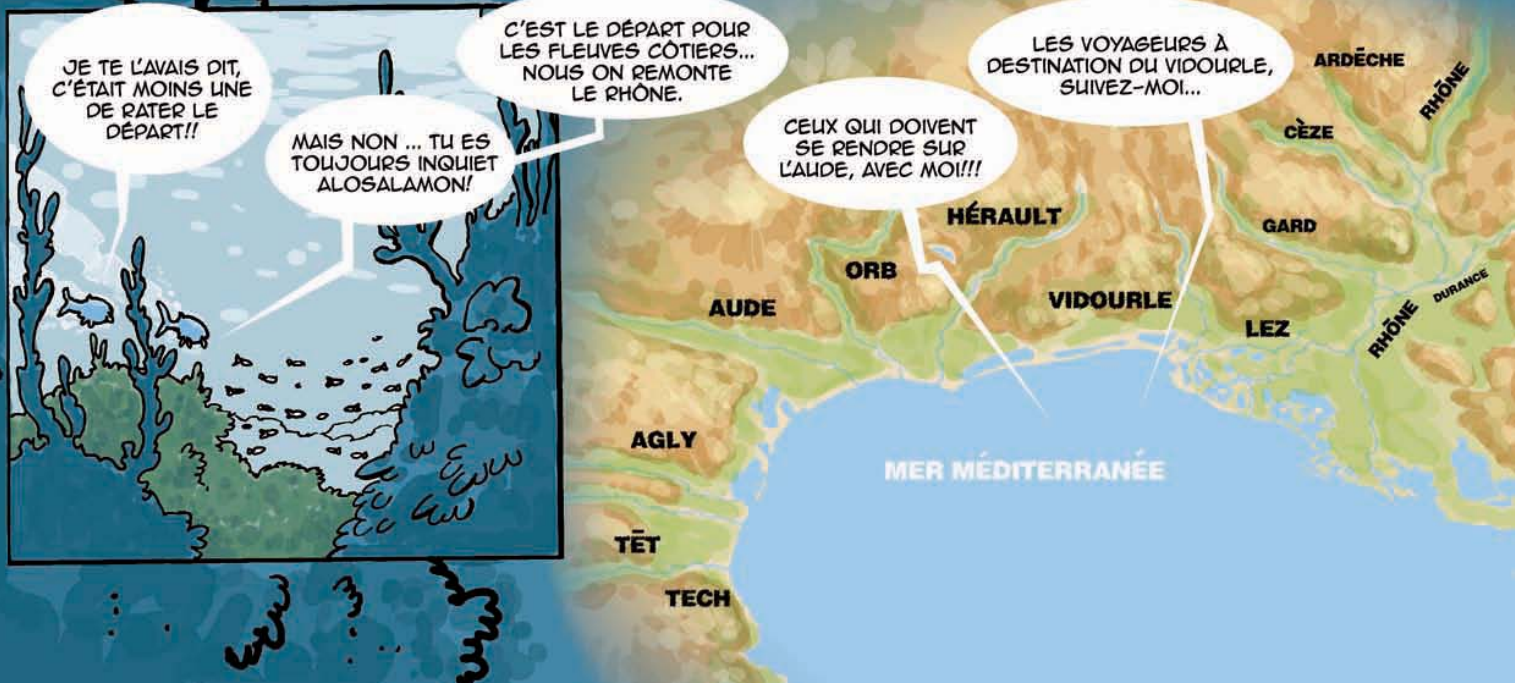 JE TE L'AVAIS DIT,
C'ÉTAIT MOINS UNE
DE RATER LE
DÉPART!!
MAIS NON ... TU ES
TOUJOURS INQUIET
ALOSALAMON!
C'EST LE DÉPART POUR
LES FLEUVES CÔTIERS...
NOUS ON REMONTE
LE RHÔNE.
CEUX QUI DOIVENT
SE RENDRE SUR
L'AUDE, AVEC MOI!!!
LES VOYAGEURS À
DESTINATION DU VIDOURLE,
SUIVEZ-MOI...
ARDÈCHE
RHÔNE
CÈZE
HÉRAULT
GARD
ORB
AUDE
VIDOURLE
LEZ
RHÔNE
DURANCE
AGLY
MER MÉDITERRANÉE
TĒT
TECH